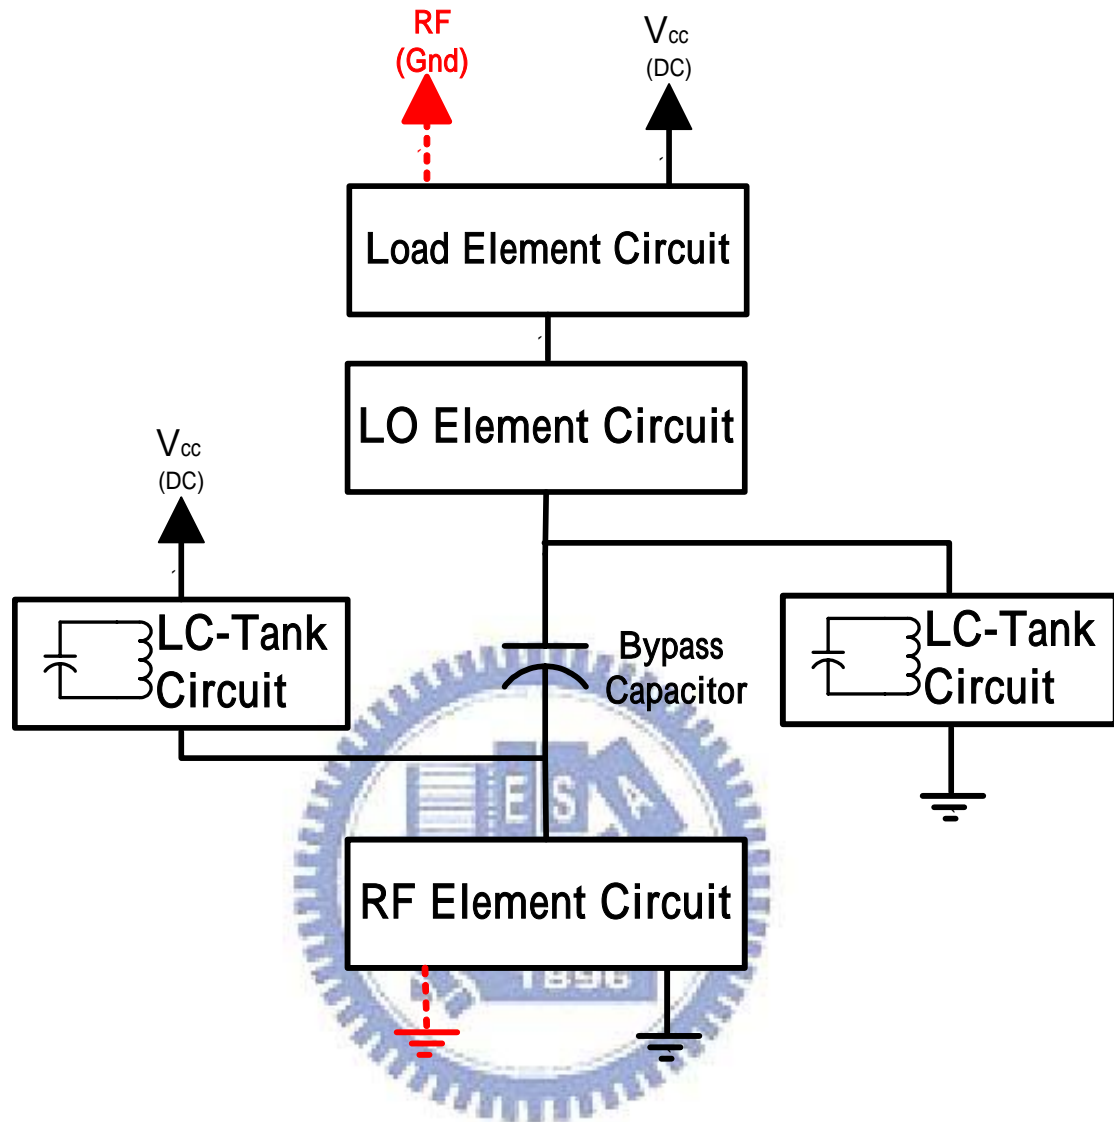 RF
(Gnd)
Vcc
(DC)
Load Element Circuit
LO Element Circuit
Vcc
(DC)
LC-Tank
Circuit
Bypass
Capacitor
LC-Tank
Circuit
E S A
RF Element Circuit
1896